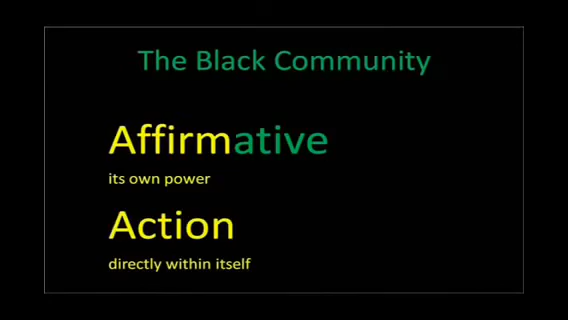 The Black Community
Affirmative
its own power
Action
directly within itself